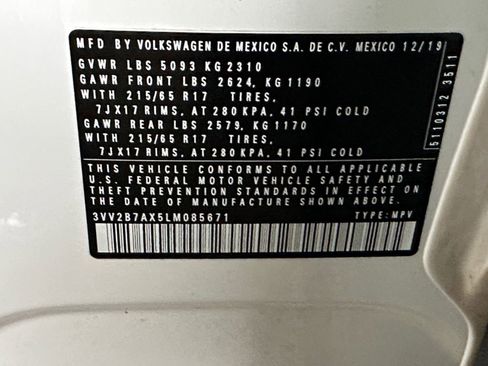 MFD BY VOLKSWAGEN DE MEXICO S.A. DE C.V. MEXICO 12/19
GVWR LBS 5093 KG 2310
GAWR FRONT LBS 2624, KG 1190
WITH 215/65 R17 TIRES,
7JX17 RIMS, AT 280 KPA, 41 PSI COLD
GAWR REAR LBS 2579, KG 1170
WITH 215/65 R17 TIRES,
7JX17 RIMS, AT 280 KPA, 41 PSI COLD
THIS VEHICLE CONFORMS TO ALL APPLICABLE
U.S. FEDERAL MOTOR VEHICLE SAFETY AND
THEFT PREVENTION STANDARDS IN EFFECT ON
THE DATE OF MANUFACTURE SHOWN ABOVE.
3VV2B7AX5LM085671 TYPE: MPV
5110312 3511